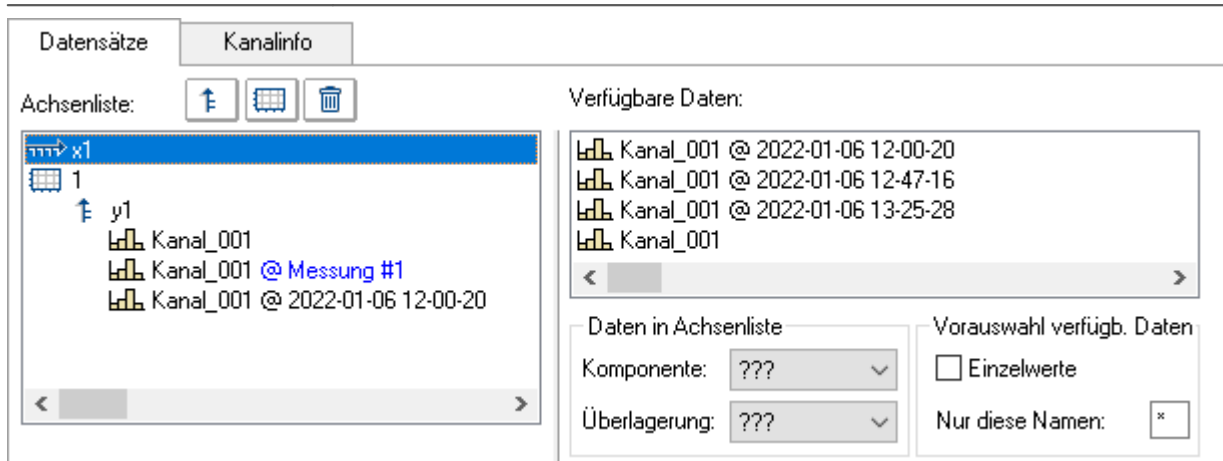 Datensätze Kanalinfo
Achsenliste:
x1
1
y1
Kanal_001
Kanal_001 @ Messung #1
Kanal_001 @ 2022-01-06 12-00-20
Verfügbare Daten:
Kanal_001 @ 2022-01-06 12-00-20
Kanal_001 @ 2022-01-06 12-47-16
Kanal_001 @ 2022-01-06 13-25-28
Kanal_001
Daten in Achsenliste
Komponente: ???
Überlagerung: ???
Vorauswahl verfügb. Daten
Einzelwerte
Nur diese Namen: *